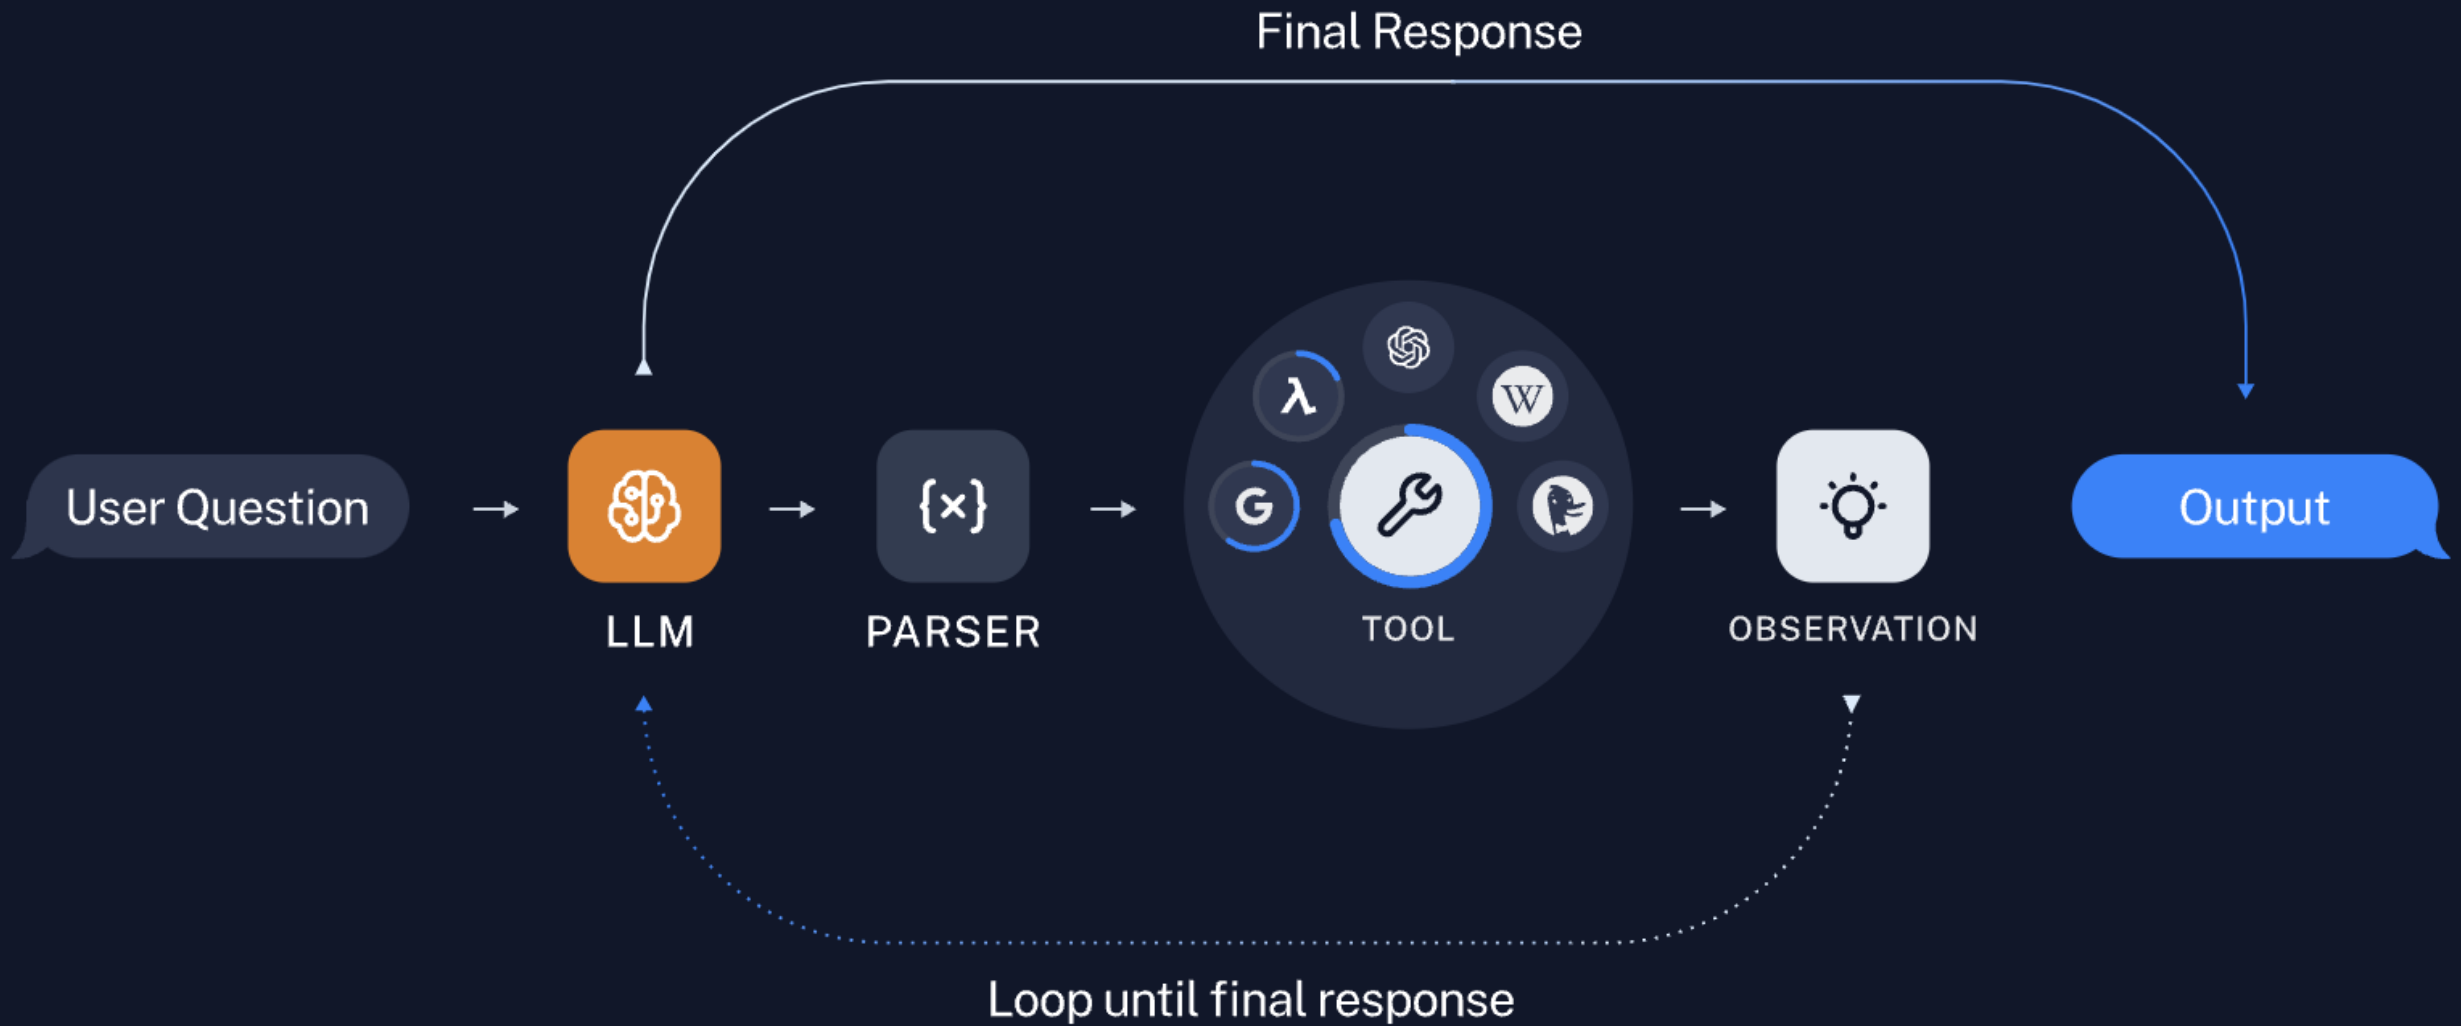 Final Response
User Question
{x}
λ
G
W
Output
LLM
PARSER
TOOL
OBSERVATION
Loop until final response